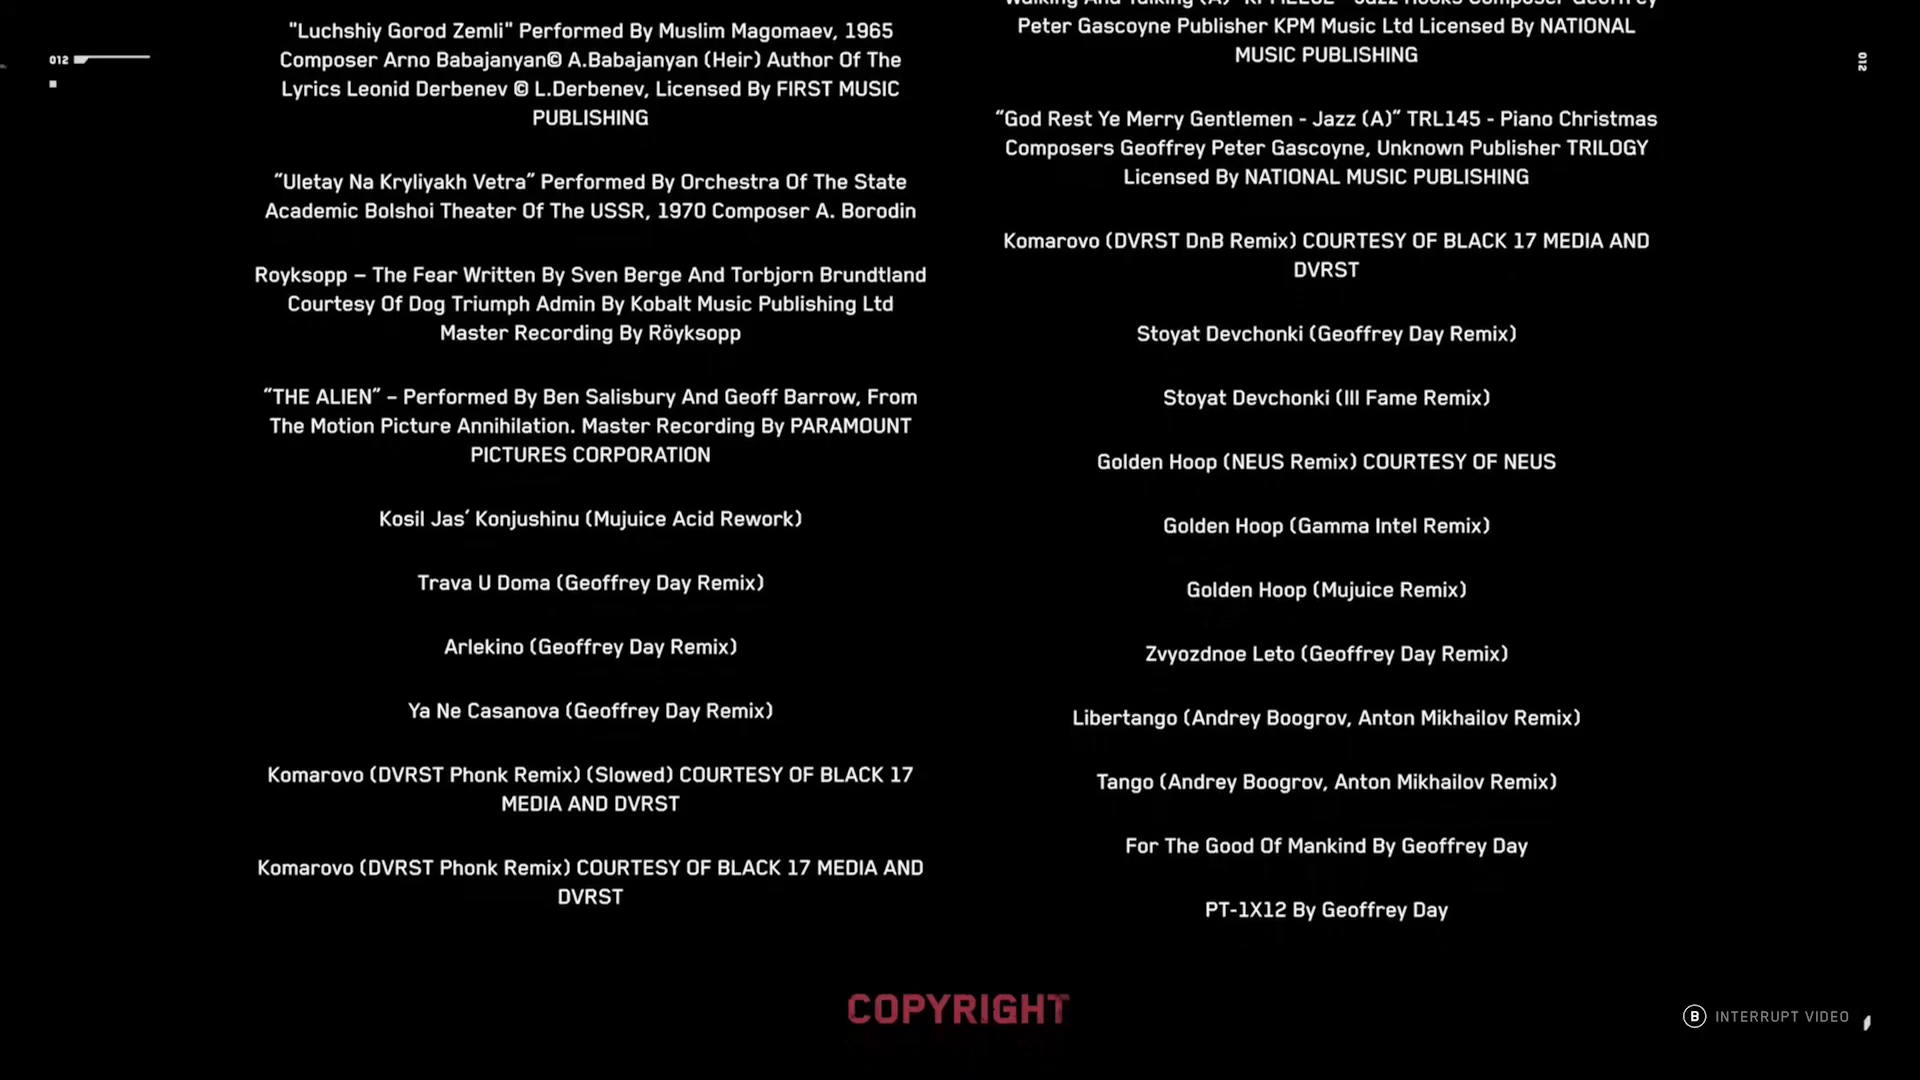 012
"Luchshiy Gorod Zemli" Performed By Muslim Magomaev, 1965
Composer Arno Babajanyan© A.Babajanyan (Heir) Author Of The
Lyrics Leonid Derbenev © L.Derbenev, Licensed By FIRST MUSIC
PUBLISHING
"Uletay Na Kryliyakh Vetra" Performed By Orchestra Of The State
Academic Bolshoi Theater Of The USSR, 1970 Composer A. Borodin
Royksopp – The Fear Written By Sven Berge And Torbjorn Brundtland
Courtesy Of Dog Triumph Admin By Kobalt Music Publishing Ltd
Master Recording By Röyksopp
"THE ALIEN" – Performed By Ben Salisbury And Geoff Barrow, From
The Motion Picture Annihilation. Master Recording By PARAMOUNT
PICTURES CORPORATION
Kosil Jas' Konjushinu (Mujuice Acid Rework)
Trava U Doma (Geoffrey Day Remix)
Arlekino (Geoffrey Day Remix)
Ya Ne Casanova (Geoffrey Day Remix)
Komarovo (DVRST Phonk Remix) (Slowed) COURTESY OF BLACK 17
MEDIA AND DVRST
Komarovo (DVRST Phonk Remix) COURTESY OF BLACK 17 MEDIA AND
DVRST
Walking And Talking (A)" Jazz Hooks Composer Geoffrey
Peter Gascoyne Publisher KPM Music Ltd Licensed By NATIONAL
MUSIC PUBLISHING
"God Rest Ye Merry Gentlemen - Jazz (A)" TRL145 - Piano Christmas
Composers Geoffrey Peter Gascoyne, Unknown Publisher TRILOGY
Licensed By NATIONAL MUSIC PUBLISHING
Komarovo (DVRST DnB Remix) COURTESY OF BLACK 17 MEDIA AND
DVRST
Stoyat Devchonki (Geoffrey Day Remix)
Stoyat Devchonki (Ill Fame Remix)
Golden Hoop (NEUS Remix) COURTESY OF NEUS
Golden Hoop (Gamma Intel Remix)
Golden Hoop (Mujuice Remix)
Zvyozdnoe Leto (Geoffrey Day Remix)
Libertango (Andrey Boogrov, Anton Mikhailov Remix)
Tango (Andrey Boogrov, Anton Mikhailov Remix)
For The Good Of Mankind By Geoffrey Day
PT-1X12 By Geoffrey Day
012
COPYRIGHT
B INTERRUPT VIDEO